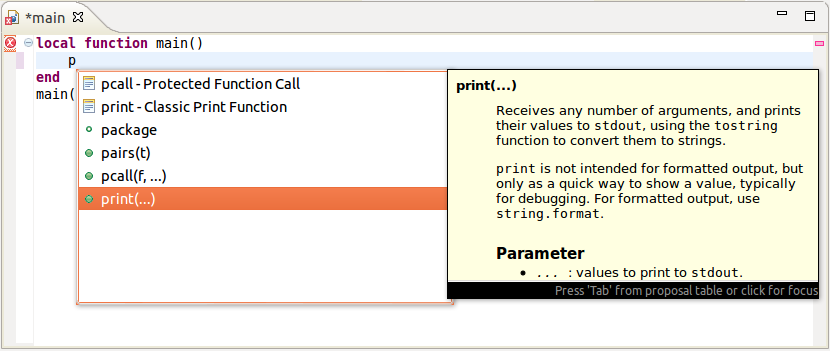 *main
local function main()
p
end
main(
pcall - Protected Function Call
print - Classic Print Function
package
pairs(t)
pcall(f, ...)
print(...)
print(...)
Receives any number of arguments, and prints
their values to stdout, using the tostring
function to convert them to strings.
print is not intended for formatted output, but
only as a quick way to show a value, typically
for debugging. For formatted output, use
string.format.
Parameter
• ... : values to print to stdout.
Press 'Tab' from proposal table or click for focus